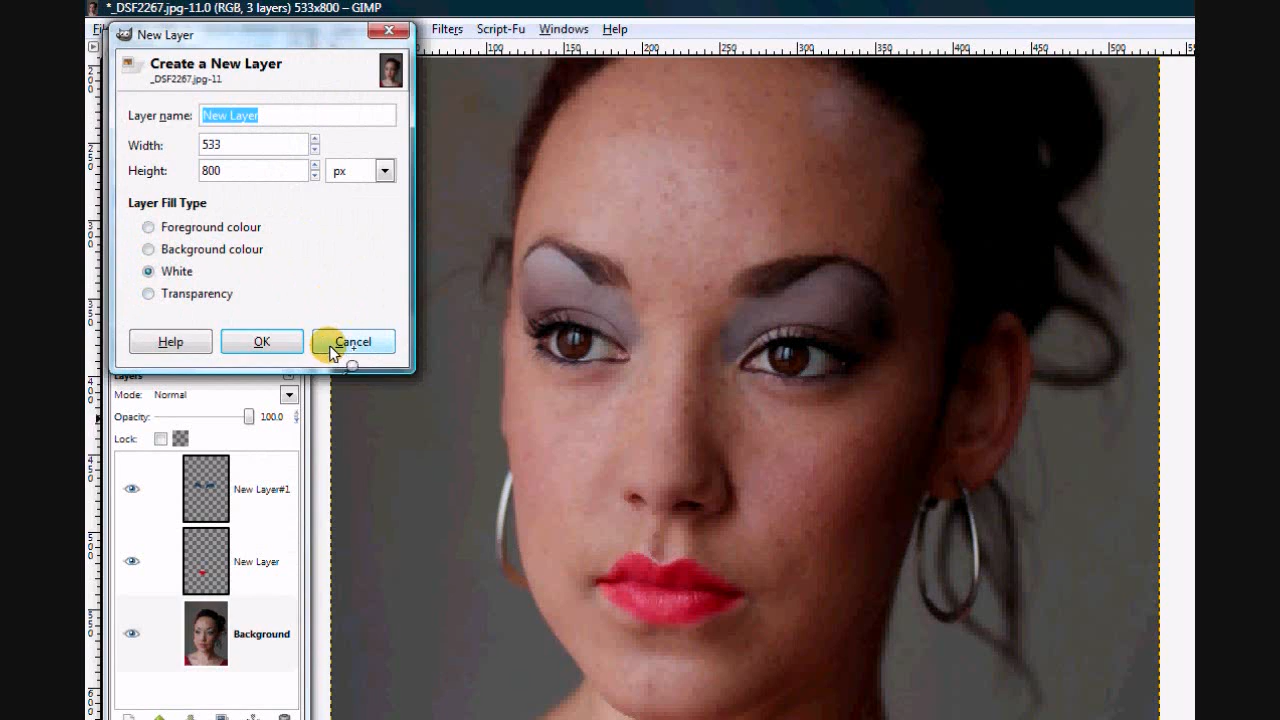 *_DSF2267.jpg-11.0 (RGB, 3 layers) 533x800 – GIMP
Filters Script-Fu Windows Help
New Layer
100 150 200 250 300 350 400 450 500
Create a New Layer
_DSF2267.jpg-11
Layer name: New Layer
Width: 533
Height: 800 px
Layer Fill Type
Foreground colour
Background colour
White
Transparency
Help OK Cancel
Layers
Mode: Normal
Opacity: 100.0
Lock:
New Layer#1
New Layer
Background